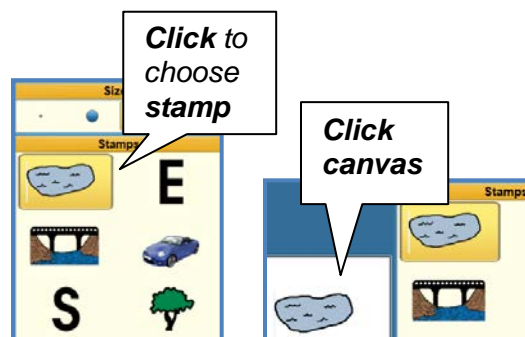 Click to
choose
stamp
Size
Stamps
E
S
Click
canvas
Stamps